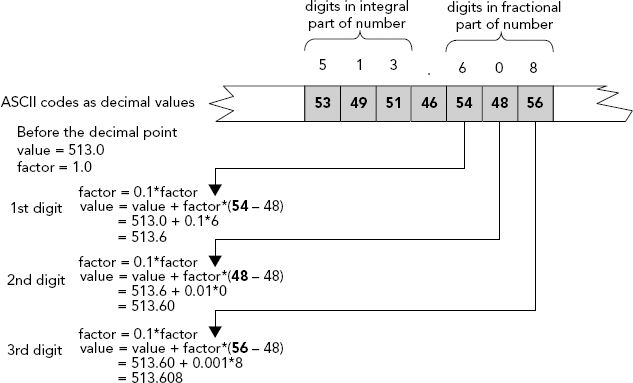 digits in integral part of number
digits in fractional part of number
5 1 3 . 6 0 8
ASCII codes as decimal values
53 49 51 46 54 48 56
Before the decimal point
value = 513.0
factor = 1.0
1st digit
factor = 0.1*factor
value = value + factor*(54 – 48)
= 513.0 + 0.1*6
= 513.6
2nd digit
factor = 0.1*factor
value = value + factor*(48 – 48)
= 513.6 + 0.01*0
= 513.60
3rd digit
factor = 0.1*factor
value = value + factor*(56 – 48)
= 513.60 + 0.001*8
= 513.608